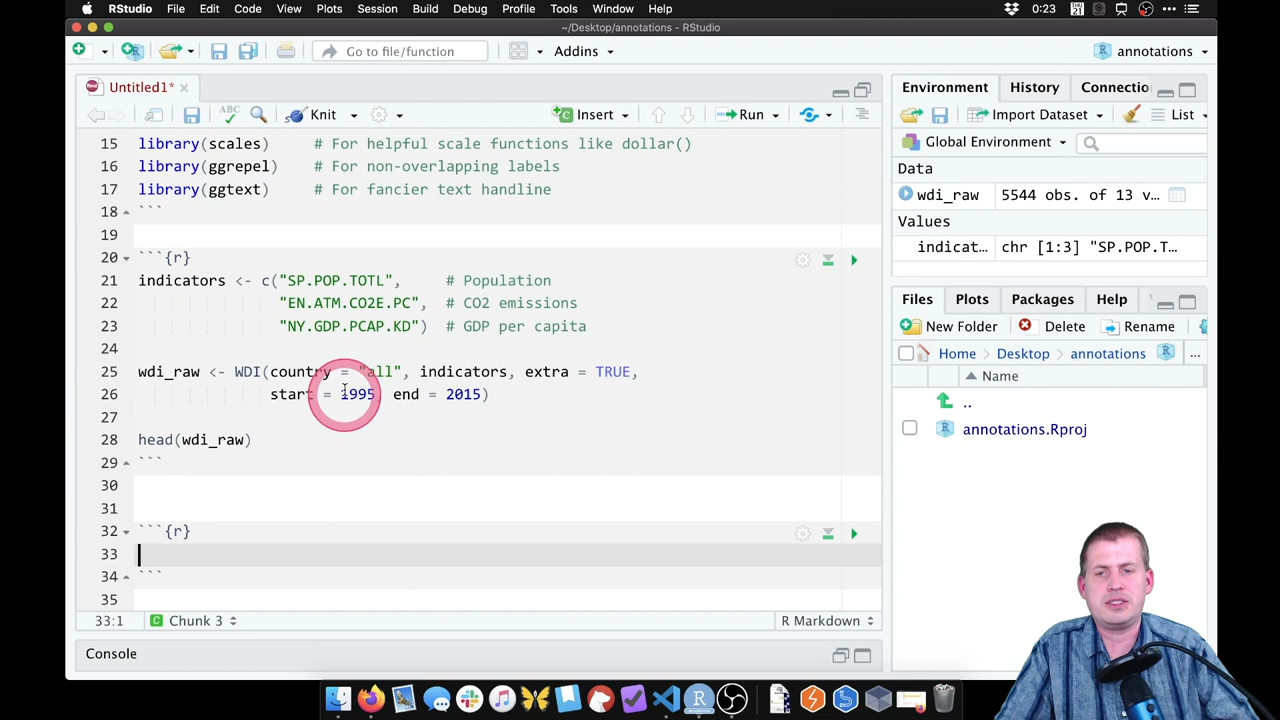 RStudio File Edit Code View Plots Session Build Debug Profile Tools Window Help 0:23
~/Desktop/annotations - RStudio
Go to file/function Addins annotations
Untitled1*
ABC Knit Insert Run
15 library(scales) # For helpful scale functions like dollar()
16 library(ggrepel) # For non-overlapping labels
17 library(ggtext) # For fancier text handline
18 ```
19
20 ```{r}
21 indicators <- c("SP.POP.TOTL", # Population
22 "EN.ATM.CO2E.PC", # CO2 emissions
23 "NY.GDP.PCAP.KD") # GDP per capita
24
25 wdi_raw <- WDI(country = "all", indicators, extra = TRUE,
26 start = 1995, end = 2015)
27
28 head(wdi_raw)
29 ```
30
31
32 ```{r}
33
34 ```
35
33:1 Chunk 3 R Markdown
Console
Environment History Connectio
Import Dataset List
Global Environment
Data
wdi_raw 5544 obs. of 13 v…
Values
indicat… chr [1:3] "SP.POP.T…
Files Plots Packages Help
New Folder Delete Rename
Home Desktop annotations ...
Name
..
annotations.Rproj